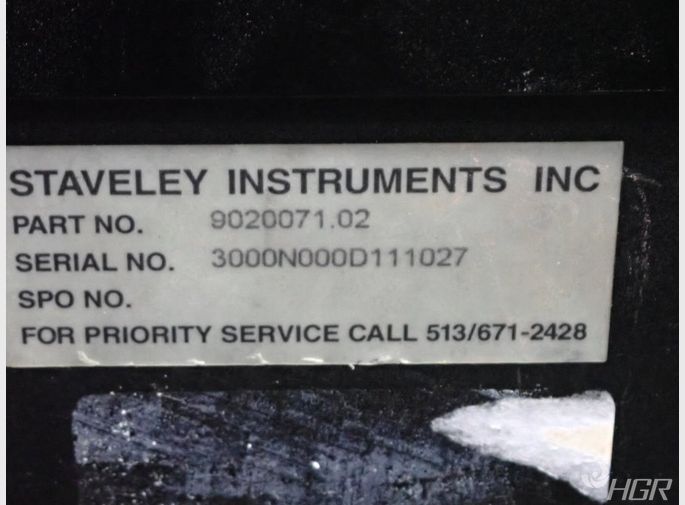 STAVELEY INSTRUMENTS INC
PART NO. 9020071.02
SERIAL NO. 3000N000D111027
SPO NO.
FOR PRIORITY SERVICE CALL 513/671-2428
HGR